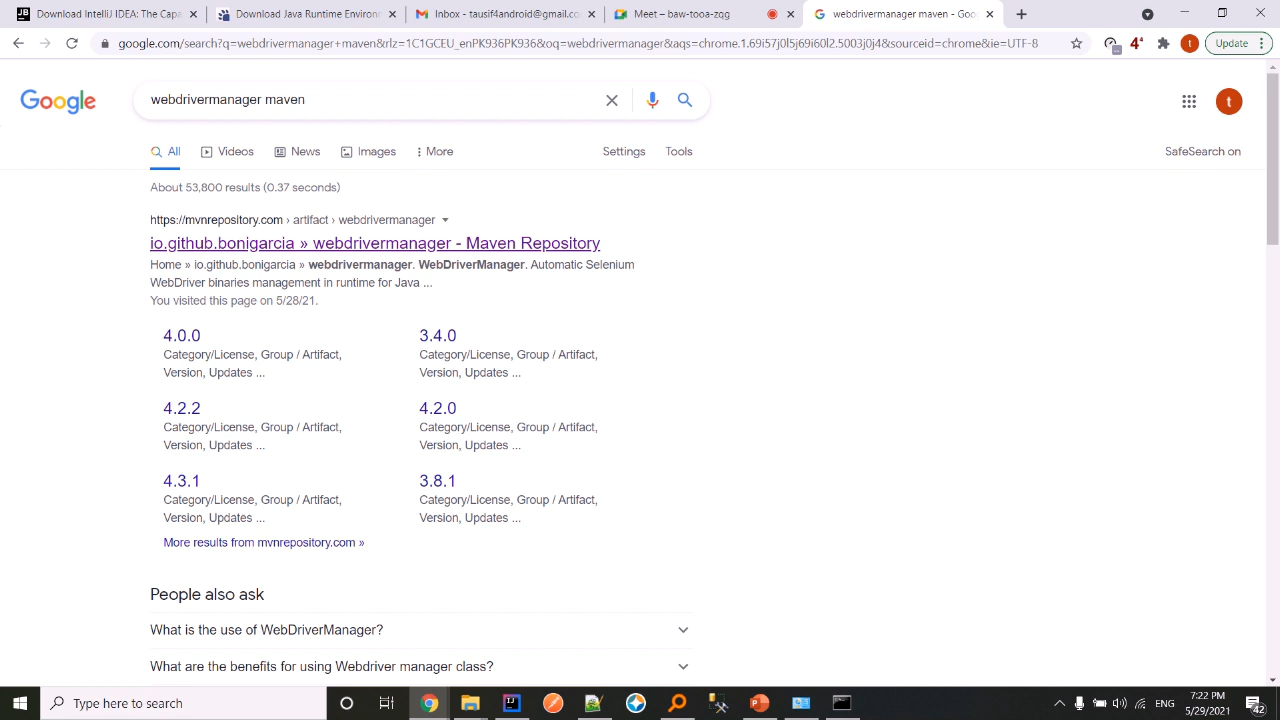 Download IntelliJ IDEA: The Cap
Download Java Runtime Environ
Inbox - tausif4android@gmail.co
Meet – baw-tooa-zqg
webdrivermanager maven - Goo
google.com/search?q=webdrivermanager+maven&rlz=1C1GCEU_enPK936PK936&oq=webdrivermanager&aqs=chrome.1.69i57j0l5j69i60l2.5003j0j4&sourceid=chrome&ie=UTF-8
Update
Google
webdrivermanager maven
t
All Videos News Images More Settings Tools SafeSearch on
About 53,800 results (0.37 seconds)
https://mvnrepository.com › artifact › webdrivermanager
io.github.bonigarcia » webdrivermanager - Maven Repository
Home » io.github.bonigarcia » webdrivermanager. WebDriverManager. Automatic Selenium
WebDriver binaries management in runtime for Java ...
You visited this page on 5/28/21.
4.0.0
Category/License, Group / Artifact,
Version, Updates ...
3.4.0
Category/License, Group / Artifact,
Version, Updates ...
4.2.2
Category/License, Group / Artifact,
Version, Updates ...
4.2.0
Category/License, Group / Artifact,
Version, Updates ...
4.3.1
Category/License, Group / Artifact,
Version, Updates ...
3.8.1
Category/License, Group / Artifact,
Version, Updates ...
More results from mvnrepository.com »
People also ask
What is the use of WebDriverManager?
What are the benefits for using Webdriver manager class?
Type here to search
ENG
7:22 PM
5/29/2021
42